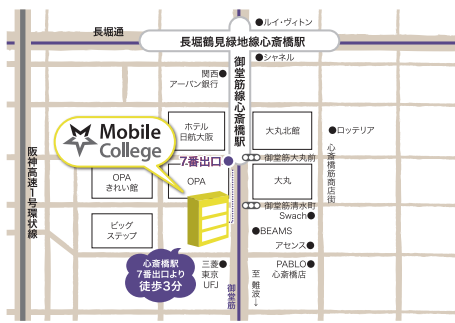 ルイ・ヴィトン
長堀通
長堀鶴見緑地線心斎橋駅
シャネル
関西
アーバン銀行
御堂筋線心斎橋駅
Mobile
College
ホテル
日航大阪
大丸北館
ロッテリア
7番出口
御堂筋大丸前
心斎橋筋商店街
阪神高速1号環状線
OPA
きれい館
OPA
大丸
御堂筋清水町
Swach
ビッグ
ステップ
BEAMS
アセンス
心斎橋駅
7番出口より
徒歩3分
三菱
東京
UFJ
御堂筋
至難波→
PABLO
心斎橋店